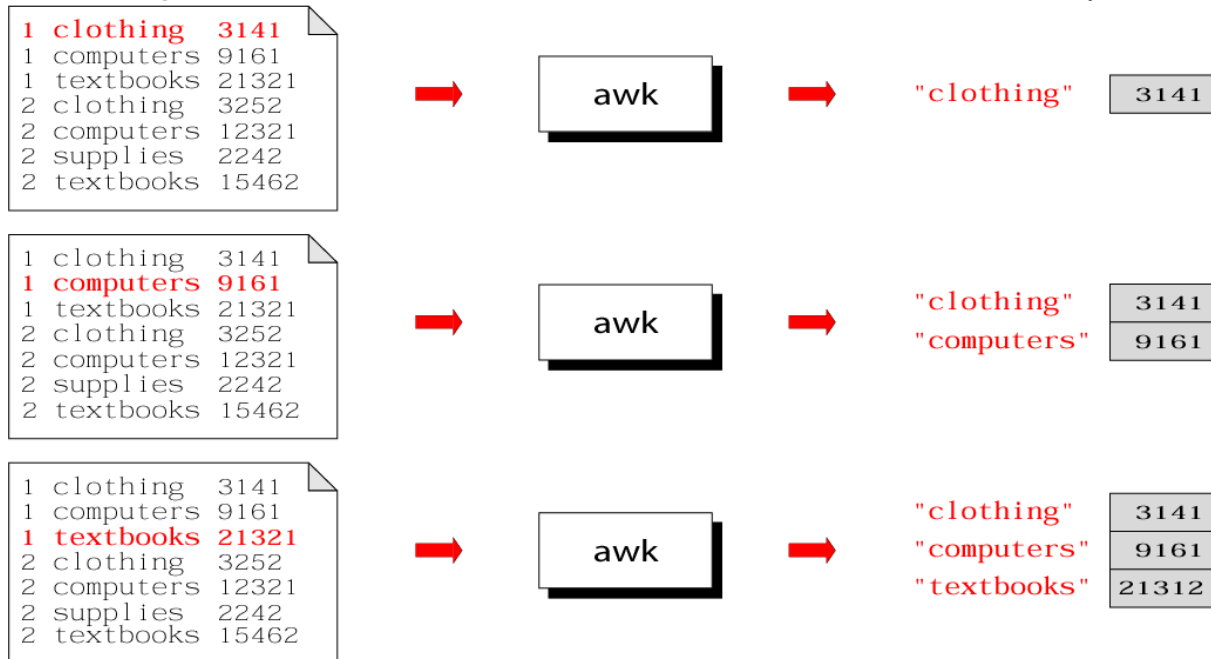 1 clothing 3141
1 computers 9161
1 textbooks 21321
2 clothing 3252
2 computers 12321
2 supplies 2242
2 textbooks 15462
awk
"clothing" 3141
1 clothing 3141
1 computers 9161
1 textbooks 21321
2 clothing 3252
2 computers 12321
2 supplies 2242
2 textbooks 15462
awk
"clothing" 3141
"computers" 9161
1 clothing 3141
1 computers 9161
1 textbooks 21321
2 clothing 3252
2 computers 12321
2 supplies 2242
2 textbooks 15462
awk
"clothing" 3141
"computers" 9161
"textbooks" 21312